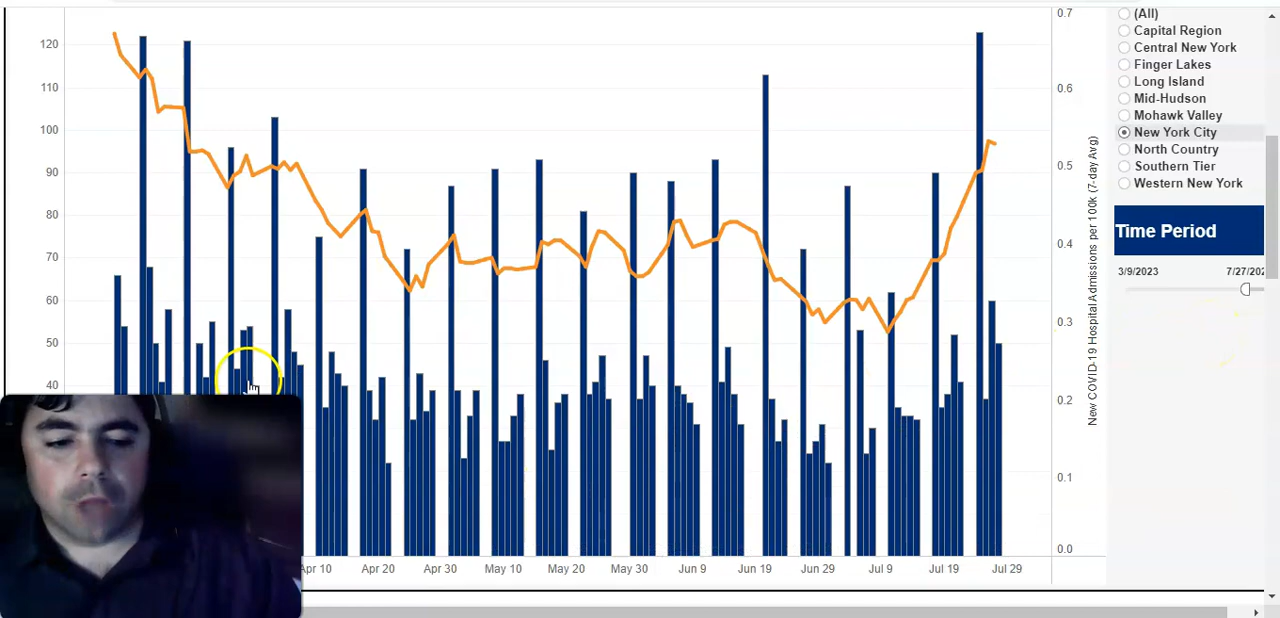 120
110
100
90
80
70
60
50
40
0.7
0.6
0.5
0.4
0.3
0.2
0.1
0.0
New COVID-19 Hospital Admissions per 100k (7-day Avg)
Apr 10
Apr 20
Apr 30
May 10
May 20
May 30
Jun 9
Jun 19
Jun 29
Jul 9
Jul 19
Jul 29
(All)
Capital Region
Central New York
Finger Lakes
Long Island
Mid-Hudson
Mohawk Valley
New York City
North Country
Southern Tier
Western New York
Time Period
3/9/2023
7/27/202